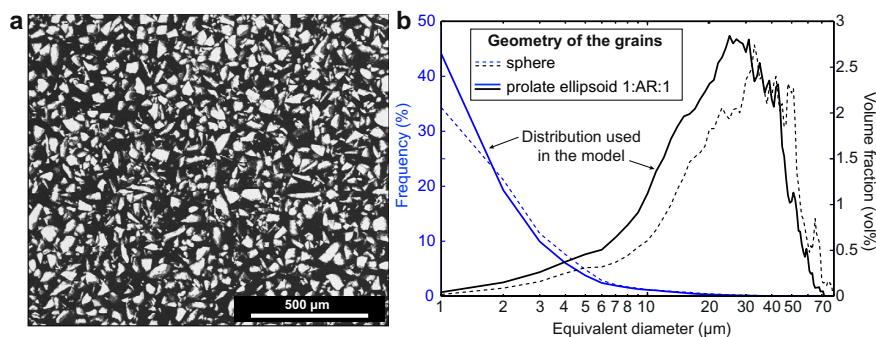 a
500 µm
b
Geometry of the grains
sphere
prolate ellipsoid 1:AR:1
Distribution used
in the model
Frequency (%)
50
40
30
20
10
0
Volume fraction (vol%)
3
2.5
2
1.5
1
0.5
0
1 2 3 4 5 6 7 8 10 20 30 40 50 70
Equivalent diameter (µm)